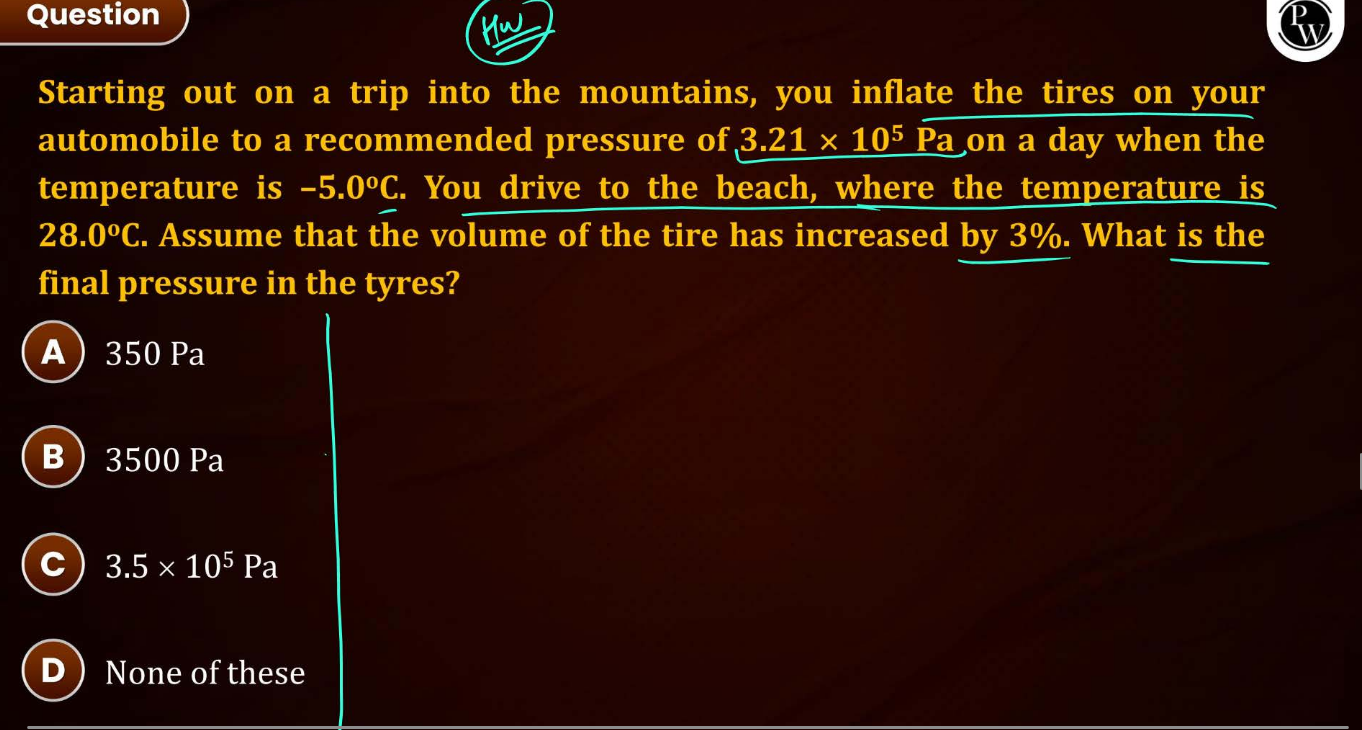 Question
HW
PW
Starting out on a trip into the mountains, you inflate the tires on your
automobile to a recommended pressure of 3.21 × 10⁵ Pa on a day when the
temperature is –5.0ºC. You drive to the beach, where the temperature is
28.0ºC. Assume that the volume of the tire has increased by 3%. What is the
final pressure in the tyres?
A 350 Pa
B 3500 Pa
C 3.5 × 10⁵ Pa
D None of these